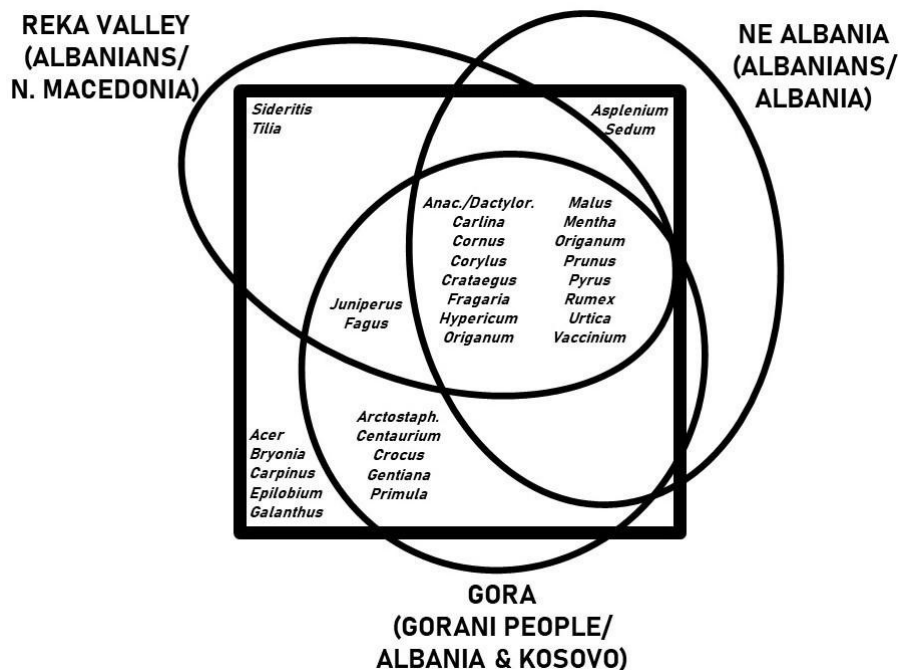 REKA VALLEY
(ALBANIANS/
N. MACEDONIA)
NE ALBANIA
(ALBANIANS/
ALBANIA)
Sideritis
Tilia
Asplenium
Sedum
Anac./Dactylor.
Carlina
Cornus
Corylus
Crataegus
Fragaria
Hypericum
Origanum
Malus
Mentha
Origanum
Prunus
Pyrus
Rumex
Urtica
Vaccinium
Juniperus
Fagus
Acer
Bryonia
Carpinus
Epilobium
Galanthus
Arctostaph.
Centaurium
Crocus
Gentiana
Primula
GORA
(GORANI PEOPLE/
ALBANIA & KOSOVO)